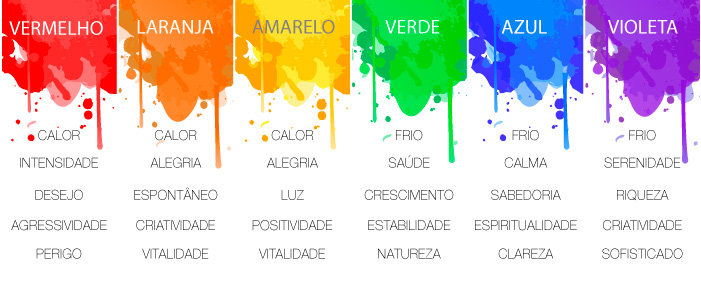 VERMELHO LARANJA AMARELO VERDE AZUL VIOLETA
CALOR CALOR CALOR FRIO FRIO FRIO
INTENSIDADE ALEGRIA ALEGRIA SAÚDE CALMA SERENIDADE
DESEJO ESPONTÂNEO LUZ CRESCIMENTO SABEDORIA RIQUEZA
AGRESSIVIDADE CRIATIVIDADE POSITIVIDADE ESTABILIDADE ESPIRITUALIDADE CRIATIVIDADE
PERIGO VITALIDADE VITALIDADE NATUREZA CLAREZA SOFISTICADO